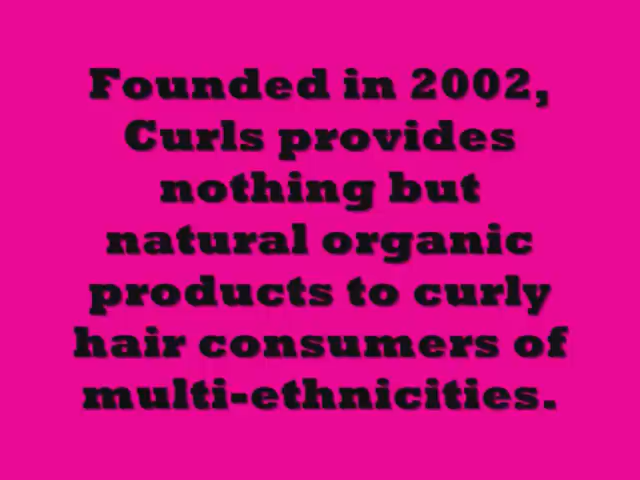 Founded in 2002,
Curls provides
nothing but
natural organic
products to curly
hair consumers of
multi-ethnicities.